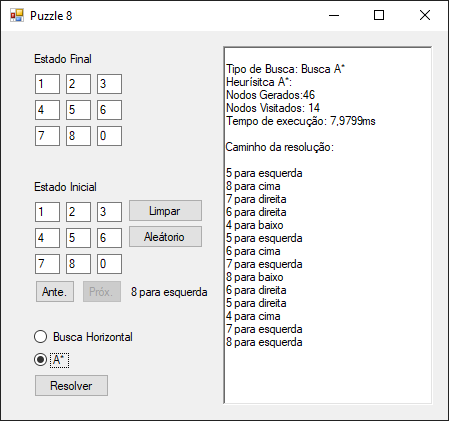 Puzzle 8
Estado Final
1 2 3
4 5 6
7 8 0
Estado Inicial
1 2 3
4 5 6
7 8 0
Limpar
Aleátorio
Ante. Próx. 8 para esquerda
Busca Horizontal
A*
Resolver
Tipo de Busca: Busca A*
Heurísitca A*:
Nodos Gerados:46
Nodos Visitados: 14
Tempo de execução: 7,9799ms
Caminho da resolução:
5 para esquerda
8 para cima
7 para direita
6 para direita
4 para baixo
5 para esquerda
6 para cima
7 para esquerda
8 para baixo
6 para direita
5 para direita
4 para cima
7 para esquerda
8 para esquerda